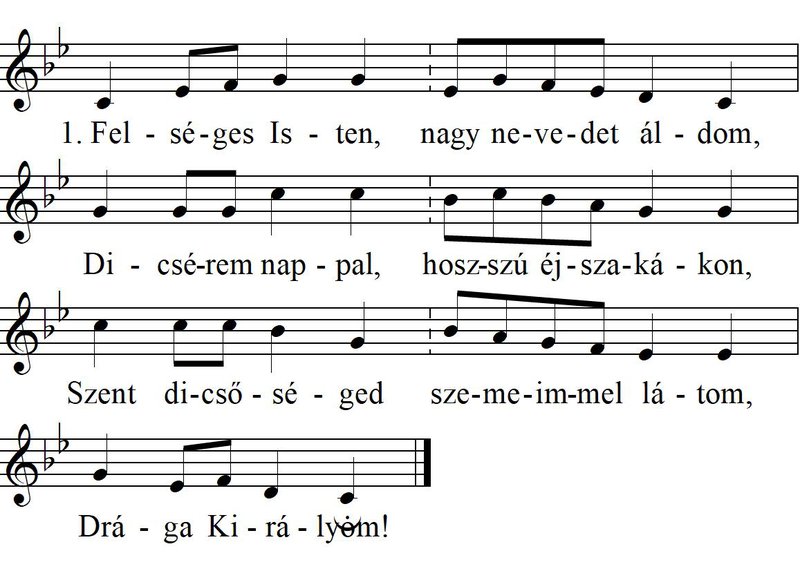 1. Fel - sé-ges Is - ten, nagy ne-ve-det ál-dom,
Di - csé-rem nap-pal, hosz-szú éj-sza-ká-kon,
Szent di-cső-sé-ged sze-me-im-mel lá-tom,
Drá-ga Ki-rá-lyom!